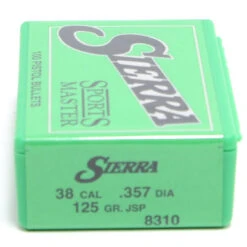 SIERRA
SPORTS
MASTER
100 PISTOL BULLETS
SIERRA
38 CAL .357 DIA
125 GR. JSP
8310